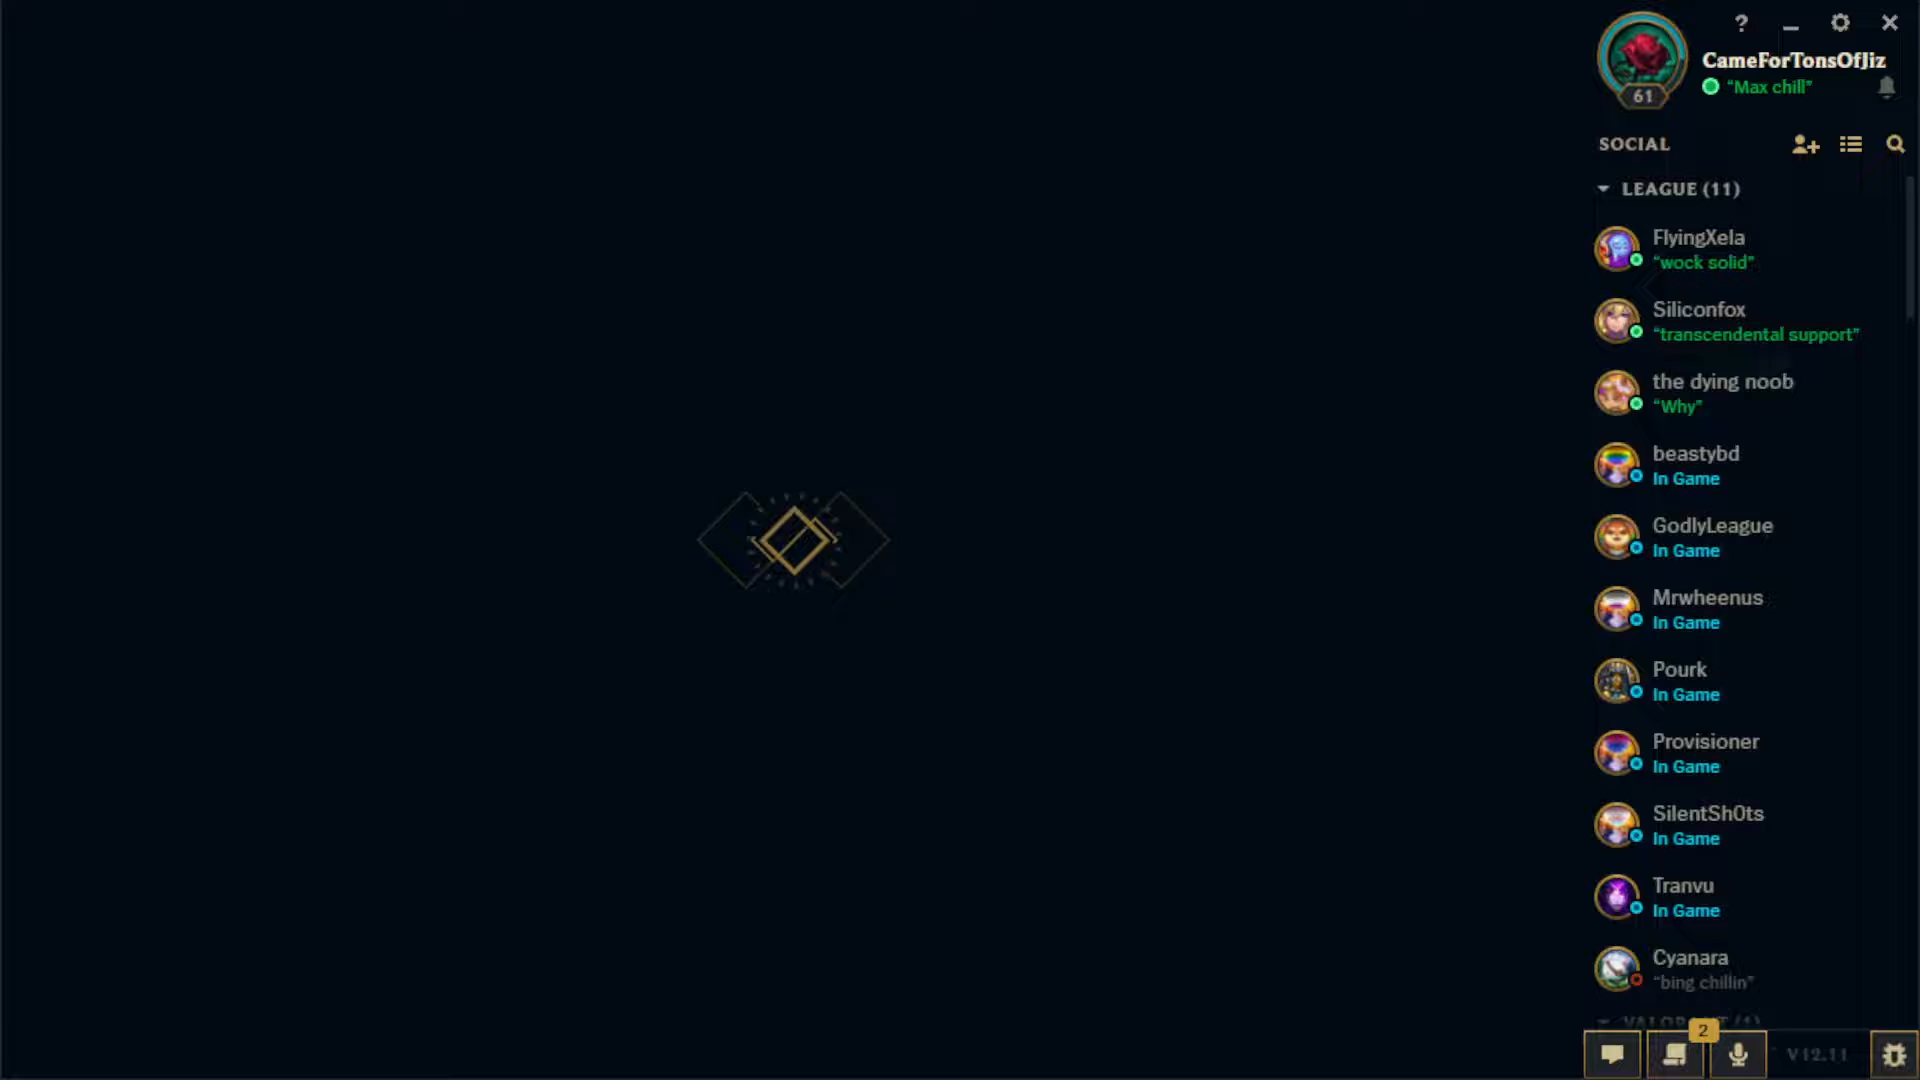 ?
CameForTonsOfJiz
61
“Max chill”
SOCIAL
LEAGUE (11)
FlyingXela
“wock solid”
Siliconfox
“transcendental support”
the dying noob
“Why”
beastybd
In Game
GodlyLeague
In Game
Mrwheenus
In Game
Pourk
In Game
Provisioner
In Game
SilentSh0ts
In Game
Tranvu
In Game
Cyanara
“bing chillin”
VALORANT (1)
2
V12.11